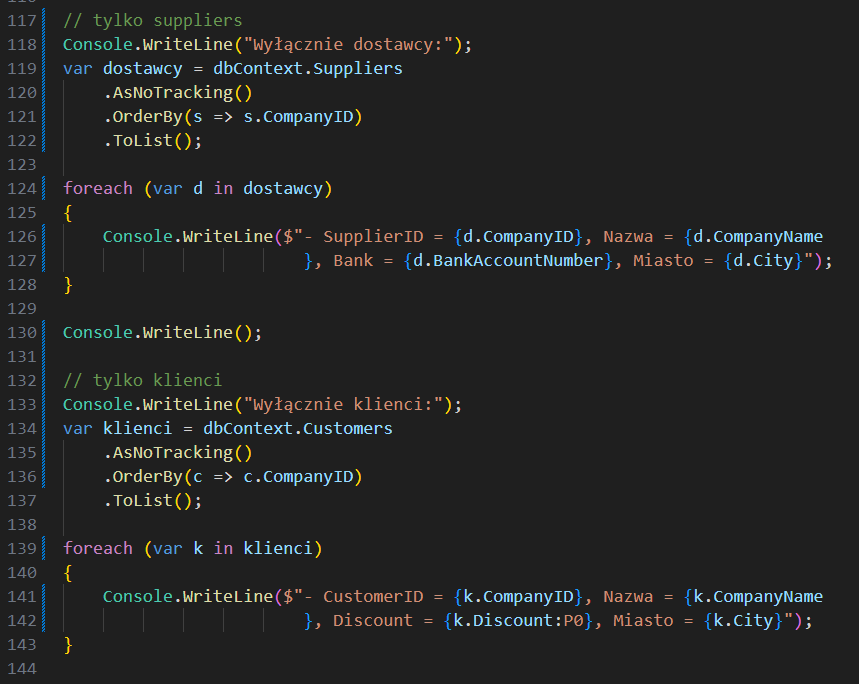 117 // tylko suppliers
118 Console.WriteLine("Wyłącznie dostawcy:");
119 var dostawcy = dbContext.Suppliers
120     .AsNoTracking()
121     .OrderBy(s => s.CompanyID)
122     .ToList();
123
124 foreach (var d in dostawcy)
125 {
126     Console.WriteLine($"- SupplierID = {d.CompanyID}, Nazwa = {d.CompanyName
127                         }, Bank = {d.BankAccountNumber}, Miasto = {d.City}");
128 }
129
130 Console.WriteLine();
131
132 // tylko klienci
133 Console.WriteLine("Wyłącznie klienci:");
134 var klienci = dbContext.Customers
135     .AsNoTracking()
136     .OrderBy(c => c.CompanyID)
137     .ToList();
138
139 foreach (var k in klienci)
140 {
141     Console.WriteLine($"- CustomerID = {k.CompanyID}, Nazwa = {k.CompanyName
142                         }, Discount = {k.Discount:P0}, Miasto = {k.City}");
143 }
144